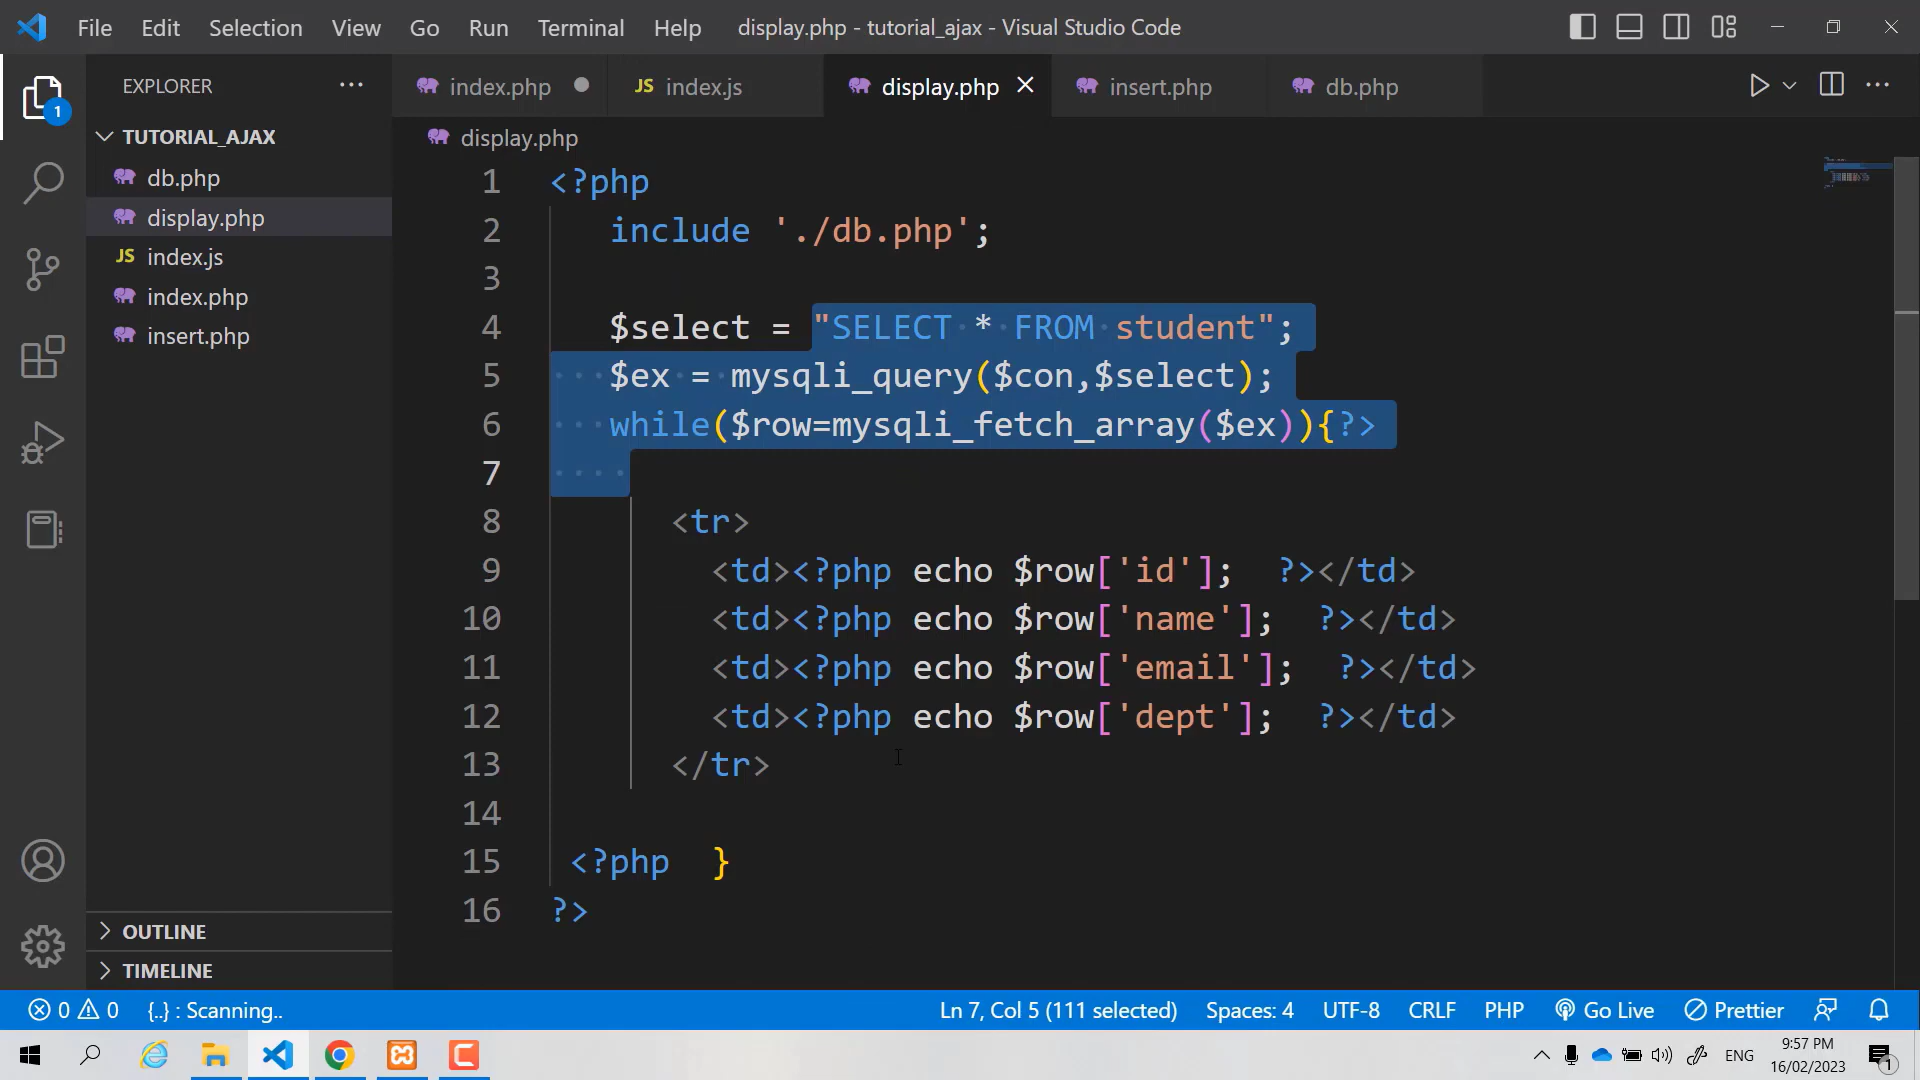 File Edit Selection View Go Run Terminal Help display.php - tutorial_ajax - Visual Studio Code
EXPLORER
index.php
JS index.js
display.php
insert.php
db.php
TUTORIAL_AJAX
db.php
display.php
JS index.js
index.php
insert.php
OUTLINE
TIMELINE
1
display.php
1 <?php
2 include './db.php';
3
4 $select = "SELECT * FROM student";
5 $ex = mysqli_query($con,$select);
6 while($row=mysqli_fetch_array($ex)){?>
7
8 <tr>
9 <td><?php echo $row['id']; ?></td>
10 <td><?php echo $row['name']; ?></td>
11 <td><?php echo $row['email']; ?></td>
12 <td><?php echo $row['dept']; ?></td>
13 </tr>
14
15 <?php }
16 ?>
0 0 {..} : Scanning.. Ln 7, Col 5 (111 selected) Spaces: 4 UTF-8 CRLF PHP Go Live Prettier
ENG 9:57 PM
16/02/2023 1